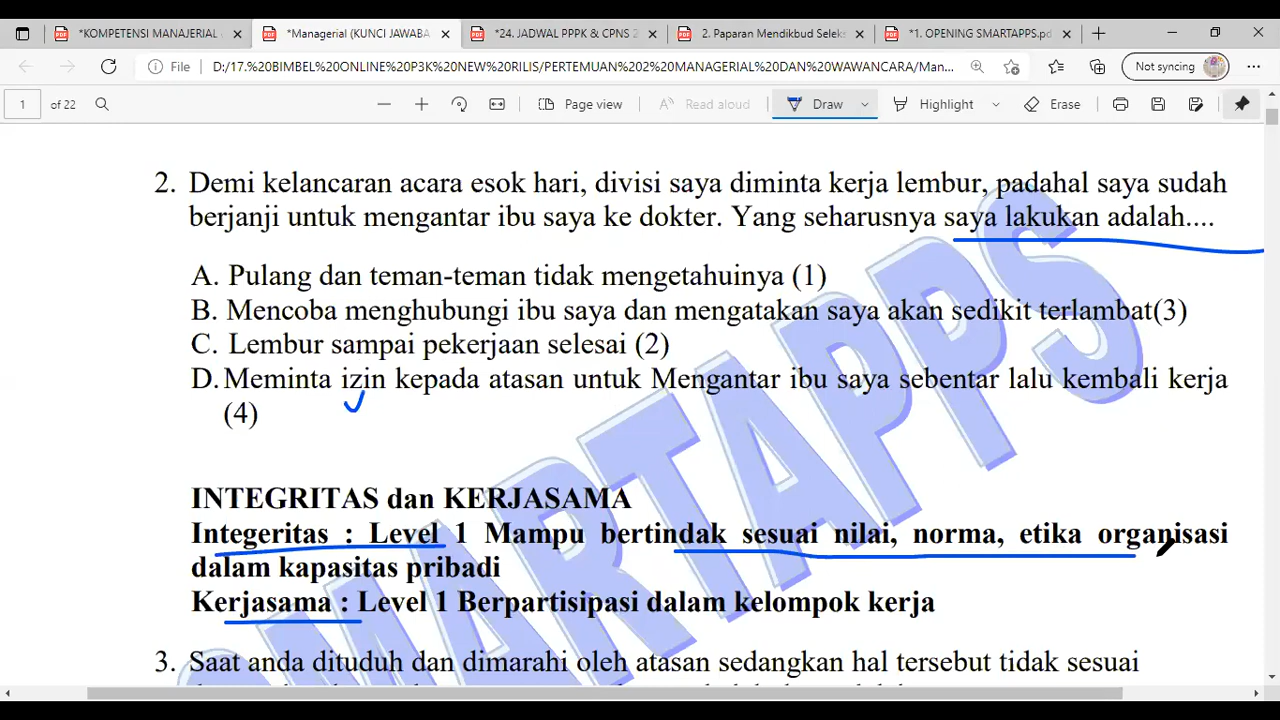 *KOMPETENSI MANAJERIAL
*Managerial (KUNCI JAWABA
*24. JADWAL PPPK & CPNS 2
2. Paparan Mendikbud Seleks
*1. OPENING SMARTAPPS.pd
File
D:/17.%20BIMBEL%20ONLINE%20P3K%20NEW%20RILIS/PERTEMUAN%202%20MANAGERIAL%20DAN%20WAWANCARA/Man...
Not syncing
1 of 22
Page view
Read aloud
Draw
Highlight
Erase
2. Demi kelancaran acara esok hari, divisi saya diminta kerja lembur, padahal saya sudah
berjanji untuk mengantar ibu saya ke dokter. Yang seharusnya saya lakukan adalah....
A. Pulang dan teman-teman tidak mengetahuinya (1)
B. Mencoba menghubungi ibu saya dan mengatakan saya akan sedikit terlambat(3)
C. Lembur sampai pekerjaan selesai (2)
D. Meminta izin kepada atasan untuk Mengantar ibu saya sebentar lalu kembali kerja
(4)
INTEGRITAS dan KERJASAMA
Integeritas : Level 1 Mampu bertindak sesuai nilai, norma, etika organisasi
dalam kapasitas pribadi
Kerjasama : Level 1 Berpartisipasi dalam kelompok kerja
3. Saat anda dituduh dan dimarahi oleh atasan sedangkan hal tersebut tidak sesuai
SMARTAPPS